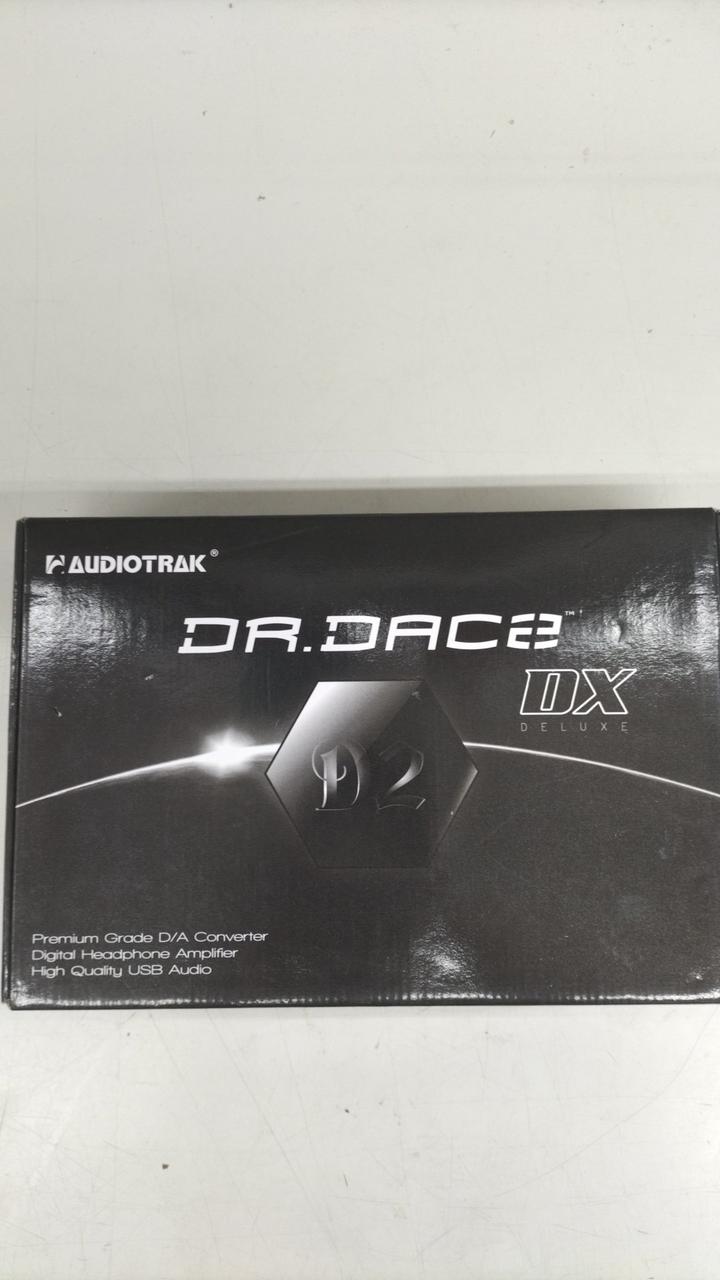 AUDIOTRAK®
DR.DAC2™
DX
DELUXE
D2
Premium Grade D/A Converter
Digital Headphone Amplifier
High Quality USB Audio